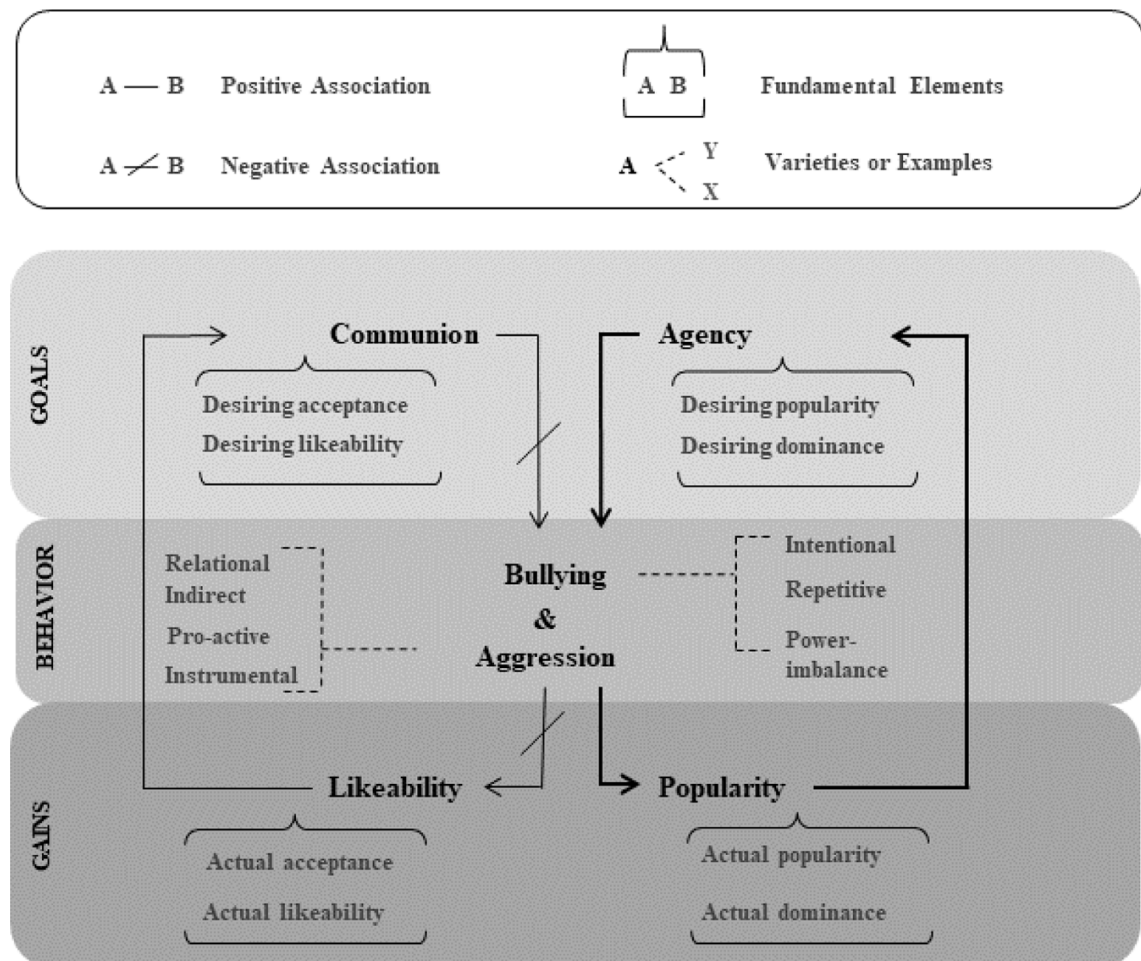 A B Positive Association
A B Fundamental Elements
A B Negative Association
A Y X Varieties or Examples
GOALS
Communion
Desiring acceptance
Desiring likeability
Agency
Desiring popularity
Desiring dominance
BEHAVIOR
Relational
Indirect
Pro-active
Instrumental
Bullying
&
Aggression
Intentional
Repetitive
Power-
imbalance
GAINS
Likeability
Actual acceptance
Actual likeability
Popularity
Actual popularity
Actual dominance